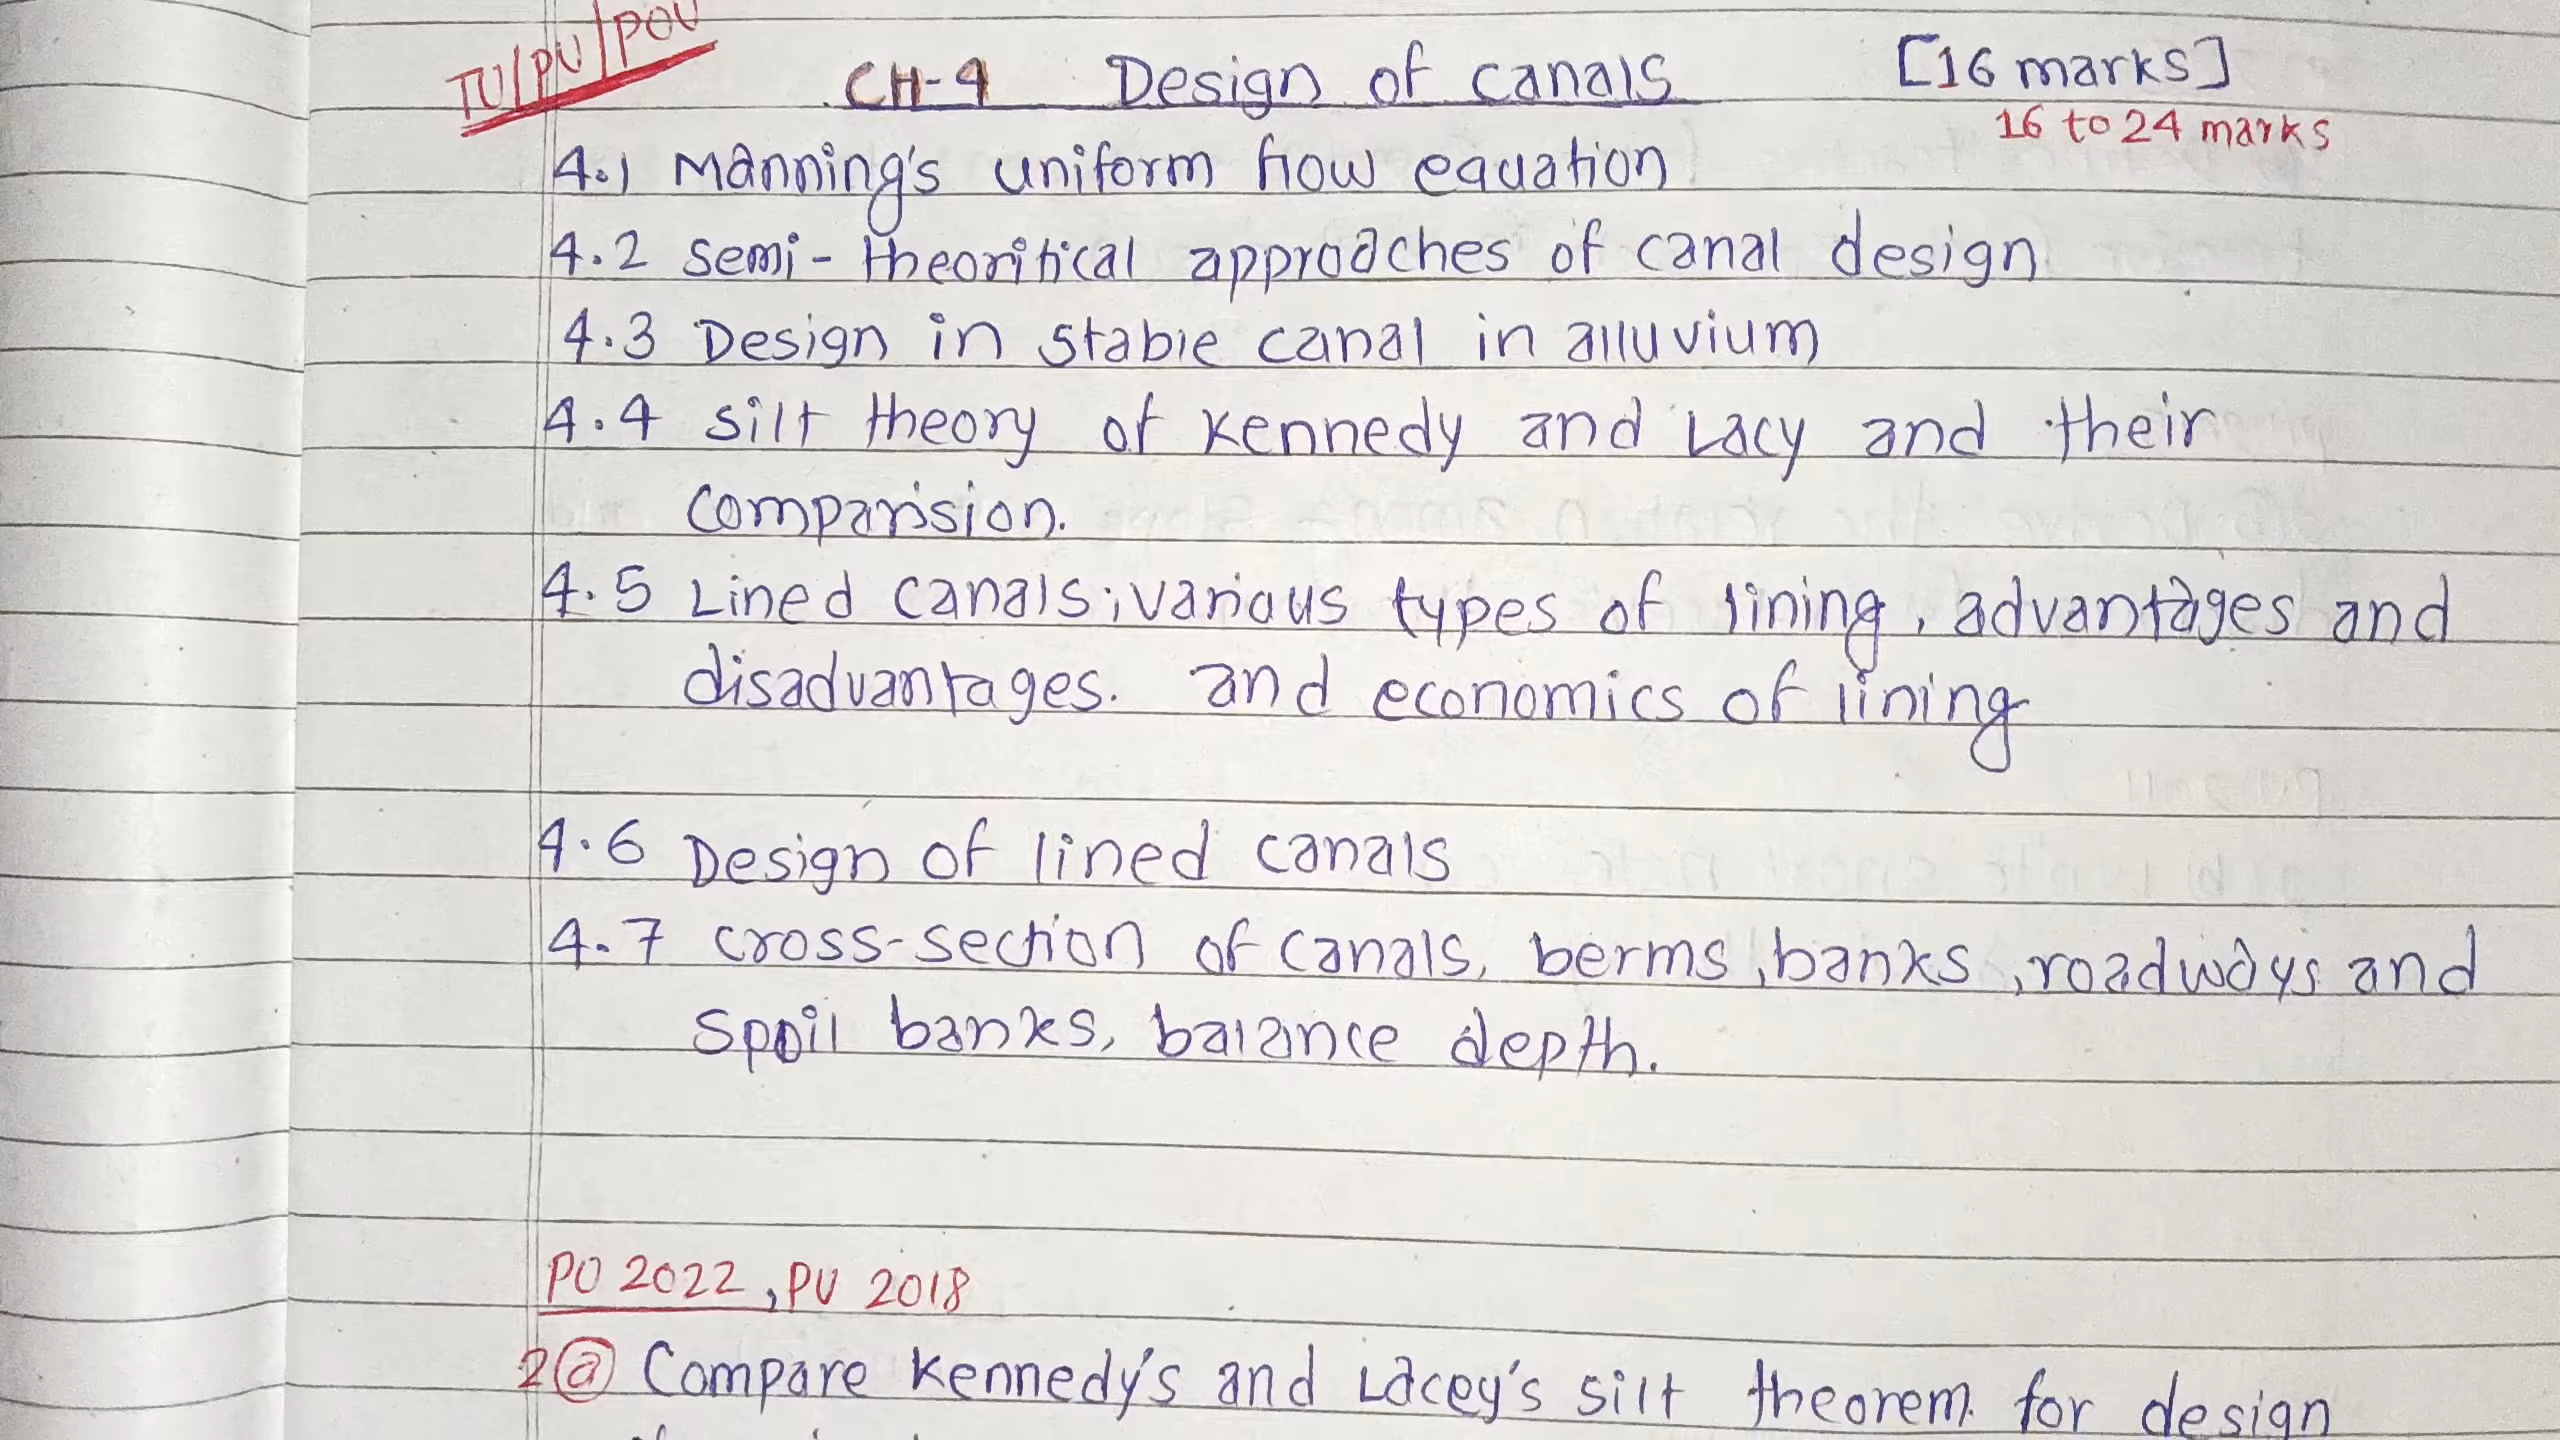 TU/PU/POU
CH-4 Design of canals [16 marks]
16 to 24 marks
4.1 Manning's uniform flow equation
4.2 semi-theoritical approaches of canal design
4.3 Design in stable canal in alluvium
4.4 silt theory of Kennedy and Lacy and their
comparision.
4.5 Lined canals; various types of lining, advantages and
disadvantages. and economics of lining
4.6 Design of lined canals
4.7 cross-section of canals, berms, banks, roadways and
spoil banks, balance depth.
PU 2022, PU 2018
2 (a) Compare Kennedy's and Lacey's silt theorem for design